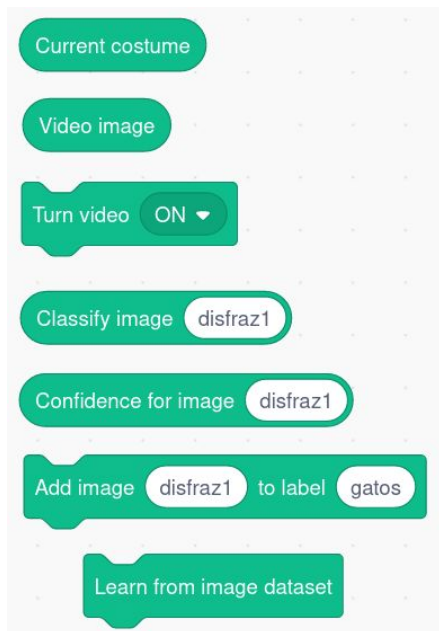 Current costume
Video image
Turn video ON
Classify image disfraz1
Confidence for image disfraz1
Add image disfraz1 to label gatos
Learn from image dataset